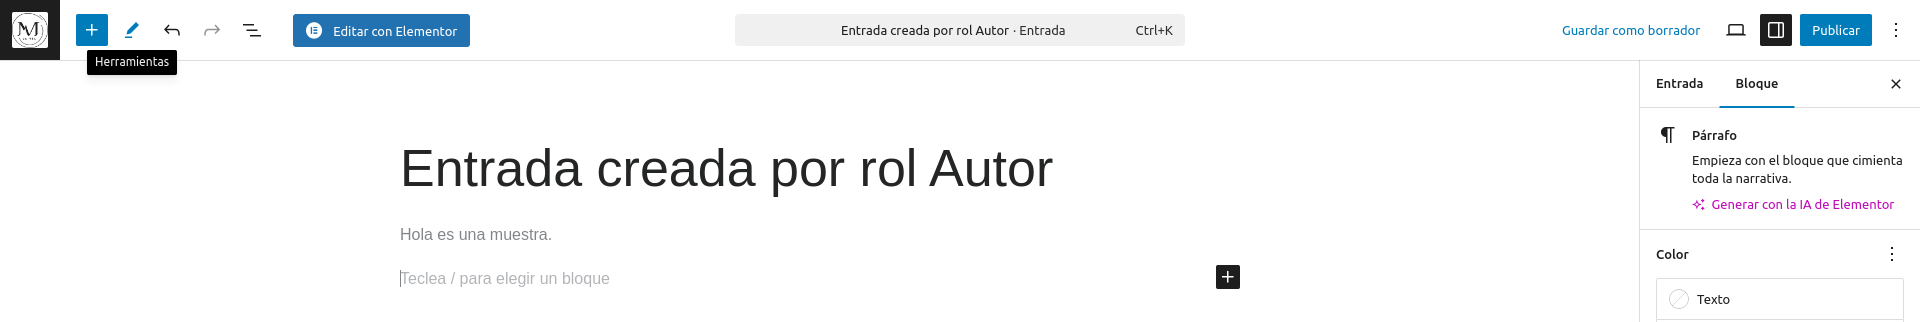 M
Editar con Elementor
Entrada creada por rol Autor · Entrada
Ctrl+K
Guardar como borrador
Publicar
Herramientas
Entrada
Bloque
Entrada creada por rol Autor
Párrafo
Empieza con el bloque que cimienta
toda la narrativa.
Generar con la IA de Elementor
Hola es una muestra.
Color
Teclea / para elegir un bloque
Texto